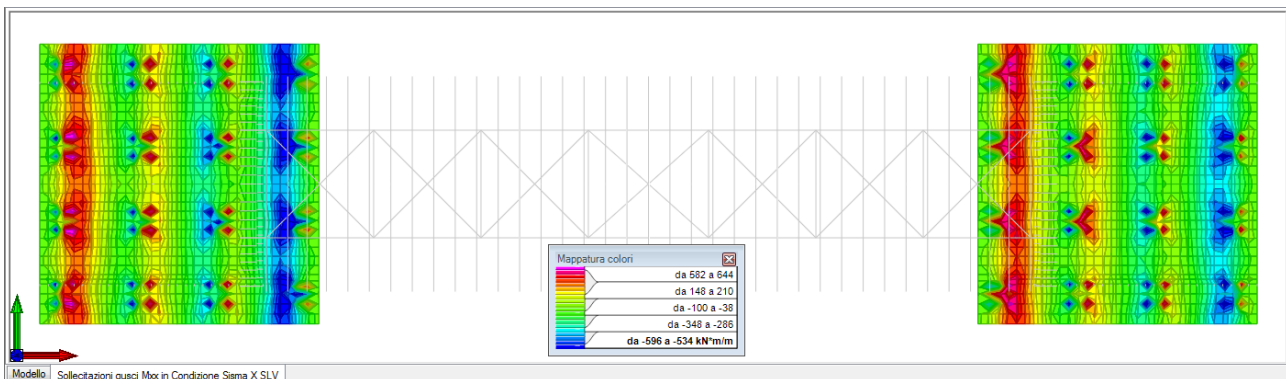 Mappatura colori
da 582 a 644
da 148 a 210
da -100 a -38
da -348 a -286
da -596 a -534 kN*m/m
Modello Sollecitazioni gusci Mxx in Condizione Sisma X SLV